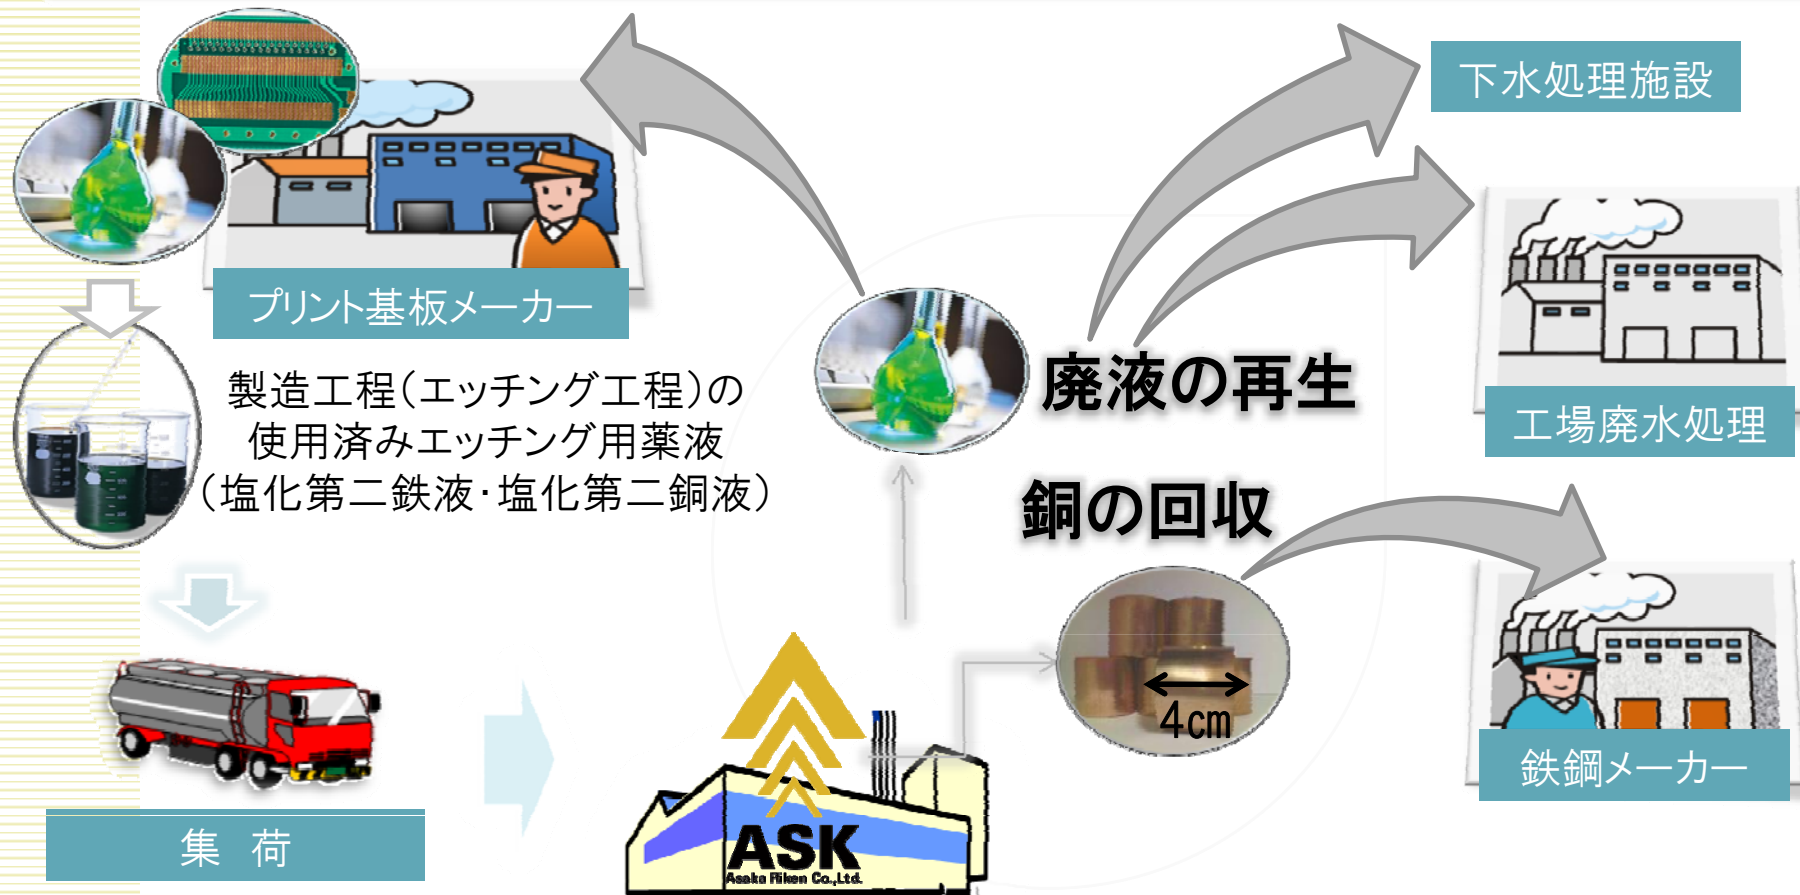 下水処理施設
プリント基板メーカー
製造工程(エッチング工程)の
使用済みエッチング用薬液
(塩化第二鉄液・塩化第二銅液)
廃液の再生
工場廃水処理
銅の回収
4cm
鉄鋼メーカー
集 荷
ASK
Asaka Riken Co.,Ltd.